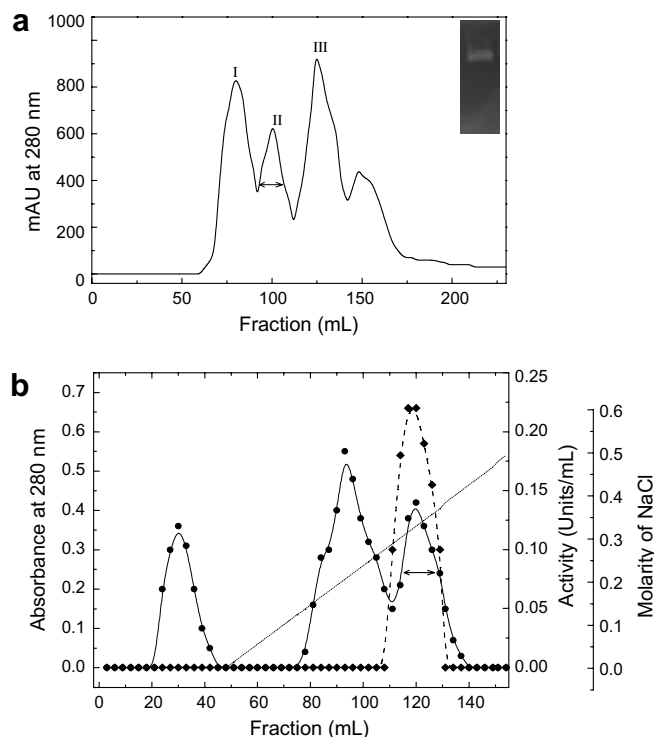 a
1000
800
600
400
200
0
mAU at 280 nm
I
II
III
0 50 100 150 200
Fraction (mL)
b
0.7
0.6
0.5
0.4
0.3
0.2
0.1
0.0
Absorbance at 280 nm
0.25
0.20
0.15
0.10
0.05
0.00
Activity (Units/mL)
0.6
0.5
0.4
0.3
0.2
0.1
0.0
Molarity of NaCl
0 20 40 60 80 100 120 140
Fraction (mL)